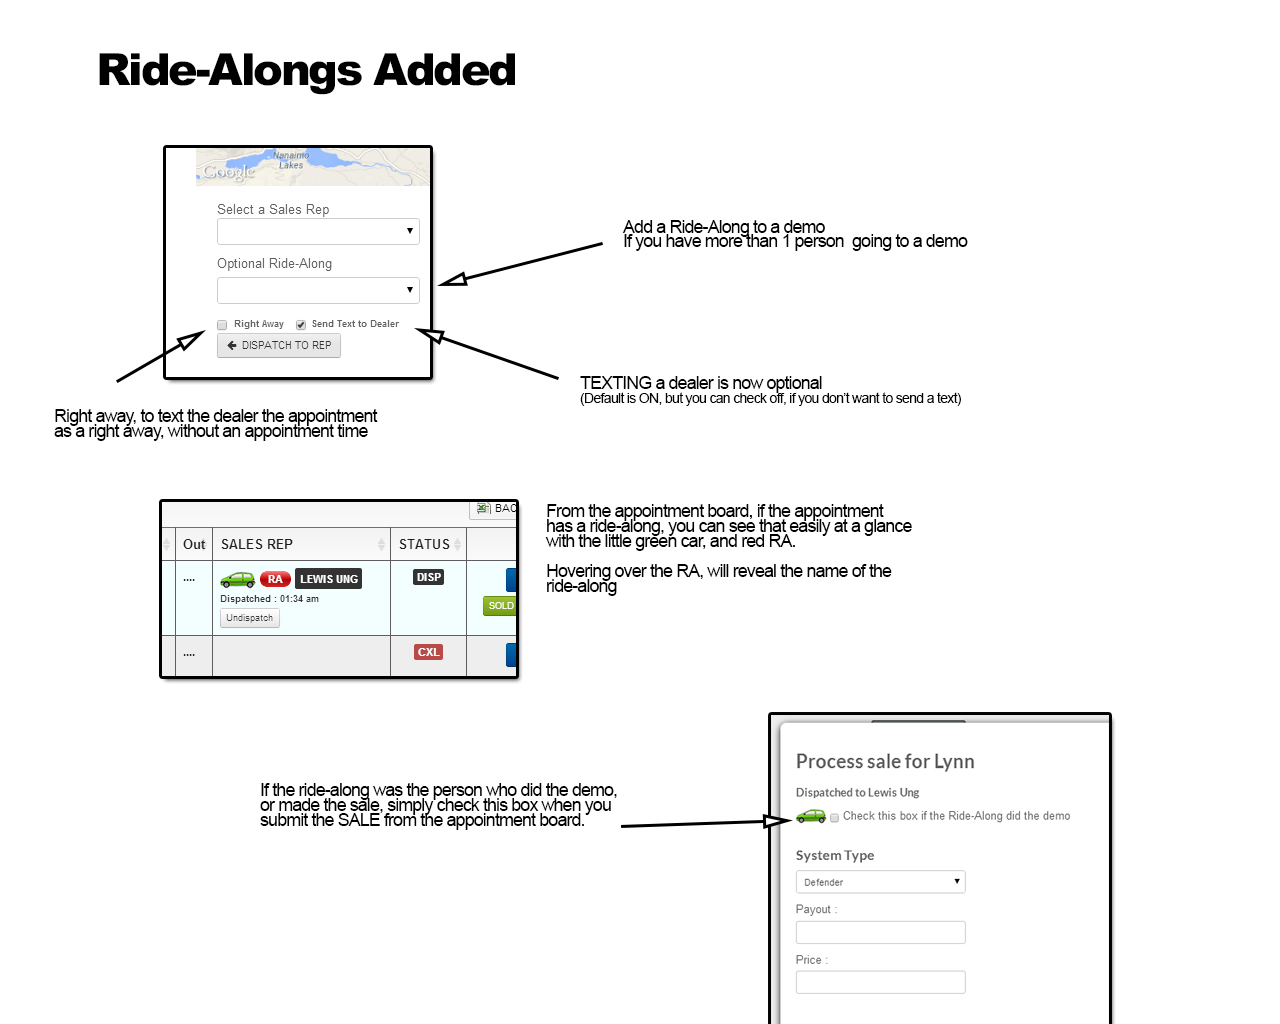 Ride-Alongs Added
Nanaimo
Lakes
Google
Select a Sales Rep
Optional Ride-Along
Right Away
Send Text to Dealer
DISPATCH TO REP
Add a Ride-Along to a demo
If you have more than 1 person  going to a demo
TEXTING a dealer is now optional
(Default is ON, but you can check off, if you don't want to send a text)
Right away, to text the dealer the appointment
as a right away, without an appointment time
BAC
Out
SALES REP
STATUS
....
RA
LEWIS UNG
DISP
Dispatched : 01:34 am
SOLD
Undispatch
....
CXL
From the appointment board, if the appointment
has a ride-along, you can see that easily at a glance
with the little green car, and red RA.
Hovering over the RA, will reveal the name of the
ride-along
If the ride-along was the person who did the demo,
or made the sale, simply check this box when you
submit the SALE from the appointment board.
Process sale for Lynn
Dispatched to Lewis Ung
Check this box if the Ride-Along did the demo
System Type
Defender
Payout :
Price :